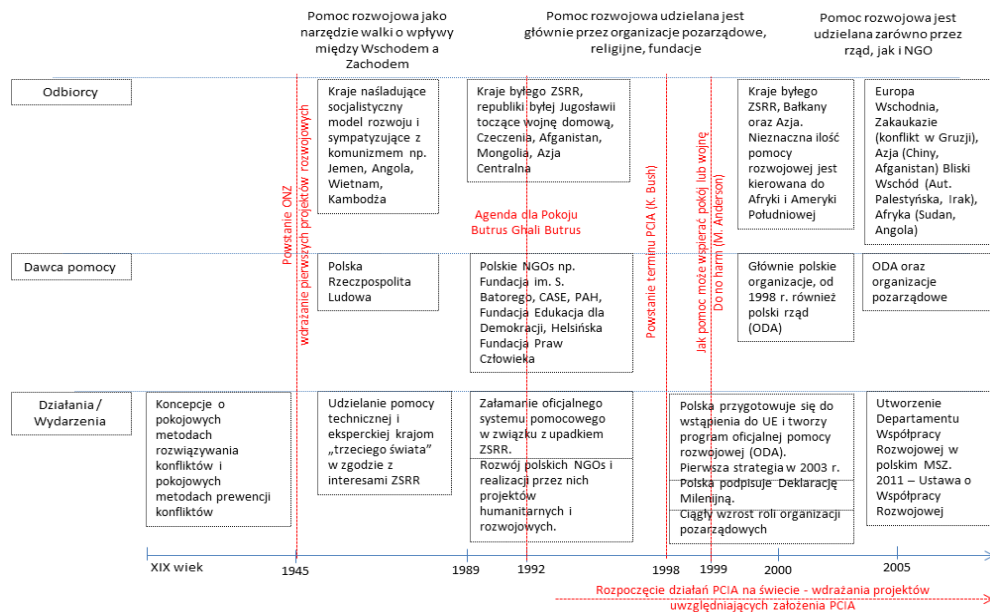 Pomoc rozwojowa jako
narzędzie walki o wpływy
między Wschodem a
Zachodem
Pomoc rozwojowa udzielana jest
głównie przez organizacje pozarządowe,
religijne, fundacje
Pomoc rozwojowa jest
udzielana zarówno przez
rząd, jak i NGO
Odbiorcy
Kraje naśladujące
socjalistyczny
model rozwoju i
sympatyzujące z
komunizmem np.
Jemen, Angola,
Wietnam,
Kambodża
Kraje byłego ZSRR,
republiki byłej Jugosławii
toczące wojnę domową,
Czeczenia, Afganistan,
Mongolia, Azja
Centralna
Kraje byłego
ZSRR, Bałkany
oraz Azja.
Nieznaczna ilość
pomocy
rozwojowej jest
kierowana do
Afryki i Ameryki
Południowej
Europa
Wschodnia,
Zakaukazie
(konflikt w Gruzji),
Azja (Chiny,
Afganistan) Bliski
Wschód (Aut.
Palestyńska, Irak),
Afryka (Sudan,
Angola)
Powstanie ONZ
wdrażanie pierwszych projektów rozwojowych
Agenda dla Pokoju
Butrus Ghali Butrus
Powstanie terminu PCIA (K. Bush)
Jak pomoc może wspierać pokój lub wojnę
Do no harm (M. Anderson)
Dawca pomocy
Polska
Rzeczpospolita
Ludowa
Polskie NGOs np.
Fundacja im. S.
Batorego, CASE, PAH,
Fundacja Edukacja dla
Demokracji, Helsińska
Fundacja Praw
Człowieka
Głównie polskie
organizacje, od
1998 r. również
polski rząd
(ODA)
ODA oraz
organizacje
pozarządowe
Działania /
Wydarzenia
Koncepcje o
pokojowych
metodach
rozwiązywania
konfliktów i
pokojowych
metodach prewencji
konfliktów
Udzielanie pomocy
technicznej i
eksperckiej krajom
„trzeciego świata”
w zgodzie z
interesami ZSRR
Załamanie oficjalnego
systemu pomocowego
w związku z upadkiem
ZSRR.
Rozwój polskich NGOs i
realizacji przez nich
projektów
humanitarnych i
rozwojowych.
Polska przygotowuje się do
wstąpienia do UE i tworzy
program oficjalnej pomocy
rozwojowej (ODA).
Pierwsza strategia w 2003 r.
Polska podpisuje Deklarację
Milenijną.
Ciągły wzrost roli organizacji
pozarządowych
Utworzenie
Departamentu
Współpracy
Rozwojowej w
polskim MSZ.
2011 – Ustawa o
Współpracy
Rozwojowej
XIX wiek
1945
1989
1992
1998
1999
2000
2005
Rozpoczęcie działań PCIA na świecie - wdrażania projektów
uwzględniających założenia PCIA